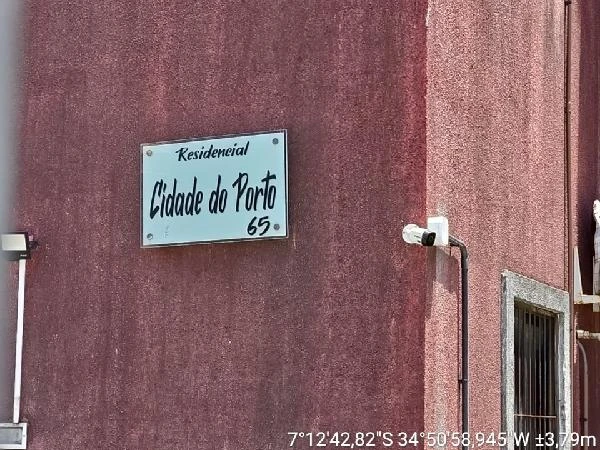 Residencial
Cidade do Porto
65
7°12'42,82"S 34°50'58,945"W ±3,79m